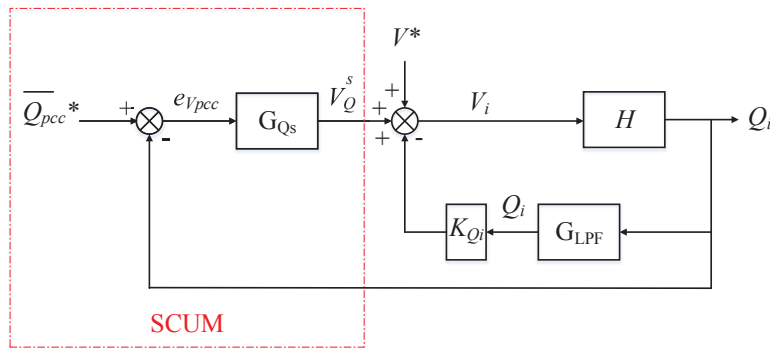 V*
Q_pcc*
+
-
e_Vpcc
G_Qs
V_Q^s
+
+
+
-
V_i
H
Q_i
K_Qi
Q_i
G_LPF
SCUM